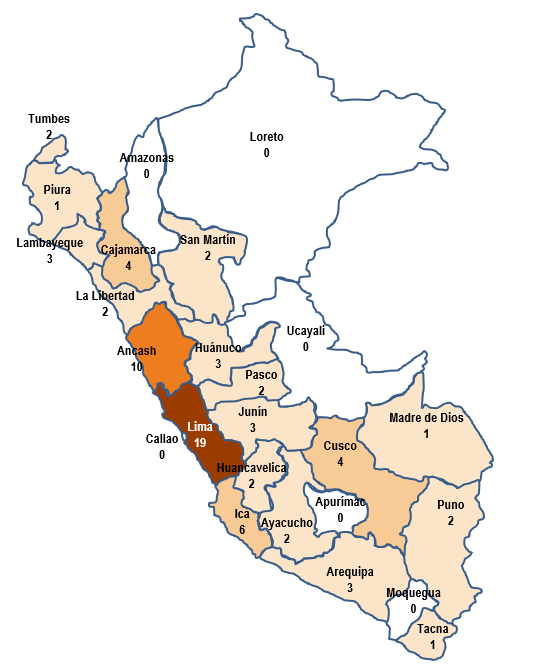 Tumbes
2
Loreto
0
Amazonas
0
Piura
1
Lambayeque
3
Cajamarca
4
San Martín
2
La Libertad
2
Ucayali
0
Ancash
10
Huánuco
3
Pasco
2
Junín
3
Madre de Dios
1
Lima
19
Callao
0
Cusco
4
Huancavelica
2
Ica
6
Ayacucho
2
Apurímac
0
Puno
2
Arequipa
3
Moquegua
0
Tacna
1